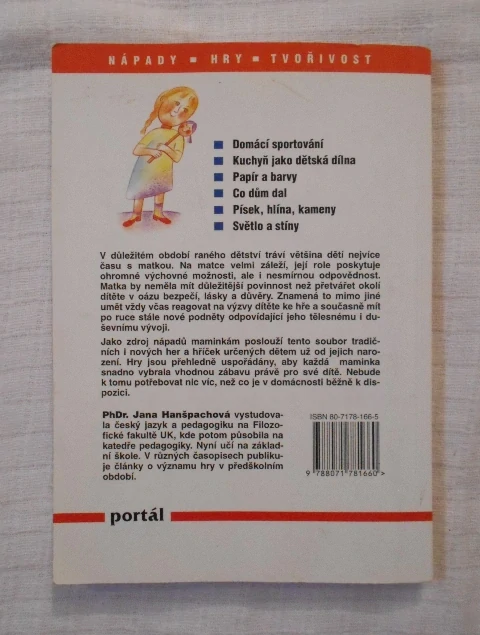 NÁPADY ■ HRY ■ TVOŘIVOST
■ Domácí sportování
■ Kuchyň jako dětská dílna
■ Papír a barvy
■ Co dům dal
■ Písek, hlína, kameny
■ Světlo a stíny
V důležitém období raného dětství tráví většina dětí nejvíce
času s matkou. Na matce velmi záleží, její role poskytuje
ohromné výchovné možnosti, ale i nesmírnou odpovědnost.
Matka by neměla mít důležitější povinnost než přetvářet okolí
dítěte v oázu bezpečí, lásky a důvěry. Znamená to mimo jiné
umět vždy včas reagovat na výzvy dítěte ke hře a současně mít
po ruce stále nové podněty odpovídající jeho tělesnému i du-
ševnímu vývoji.
Jako zdroj nápadů maminkám poslouží tento soubor tradič-
ních i nových her a hříček určených dětem už od jejich naro-
zení. Hry jsou přehledně uspořádány, aby každá maminka
snadno vybrala vhodnou zábavu právě pro své dítě. Nebude
k tomu potřebovat nic víc, než co je v domácnosti běžně k dis-
pozici.
PhDr. Jana Hanšpachová vystudova-
la český jazyk a pedagogiku na Filozo-
fické fakultě UK, kde potom působila na
katedře pedagogiky. Nyní učí na základ-
ní škole. V různých časopisech publiku-
je články o významu hry v předškolním
období.
ISBN 80-7178-166-5
9 788071 781660 >
portál